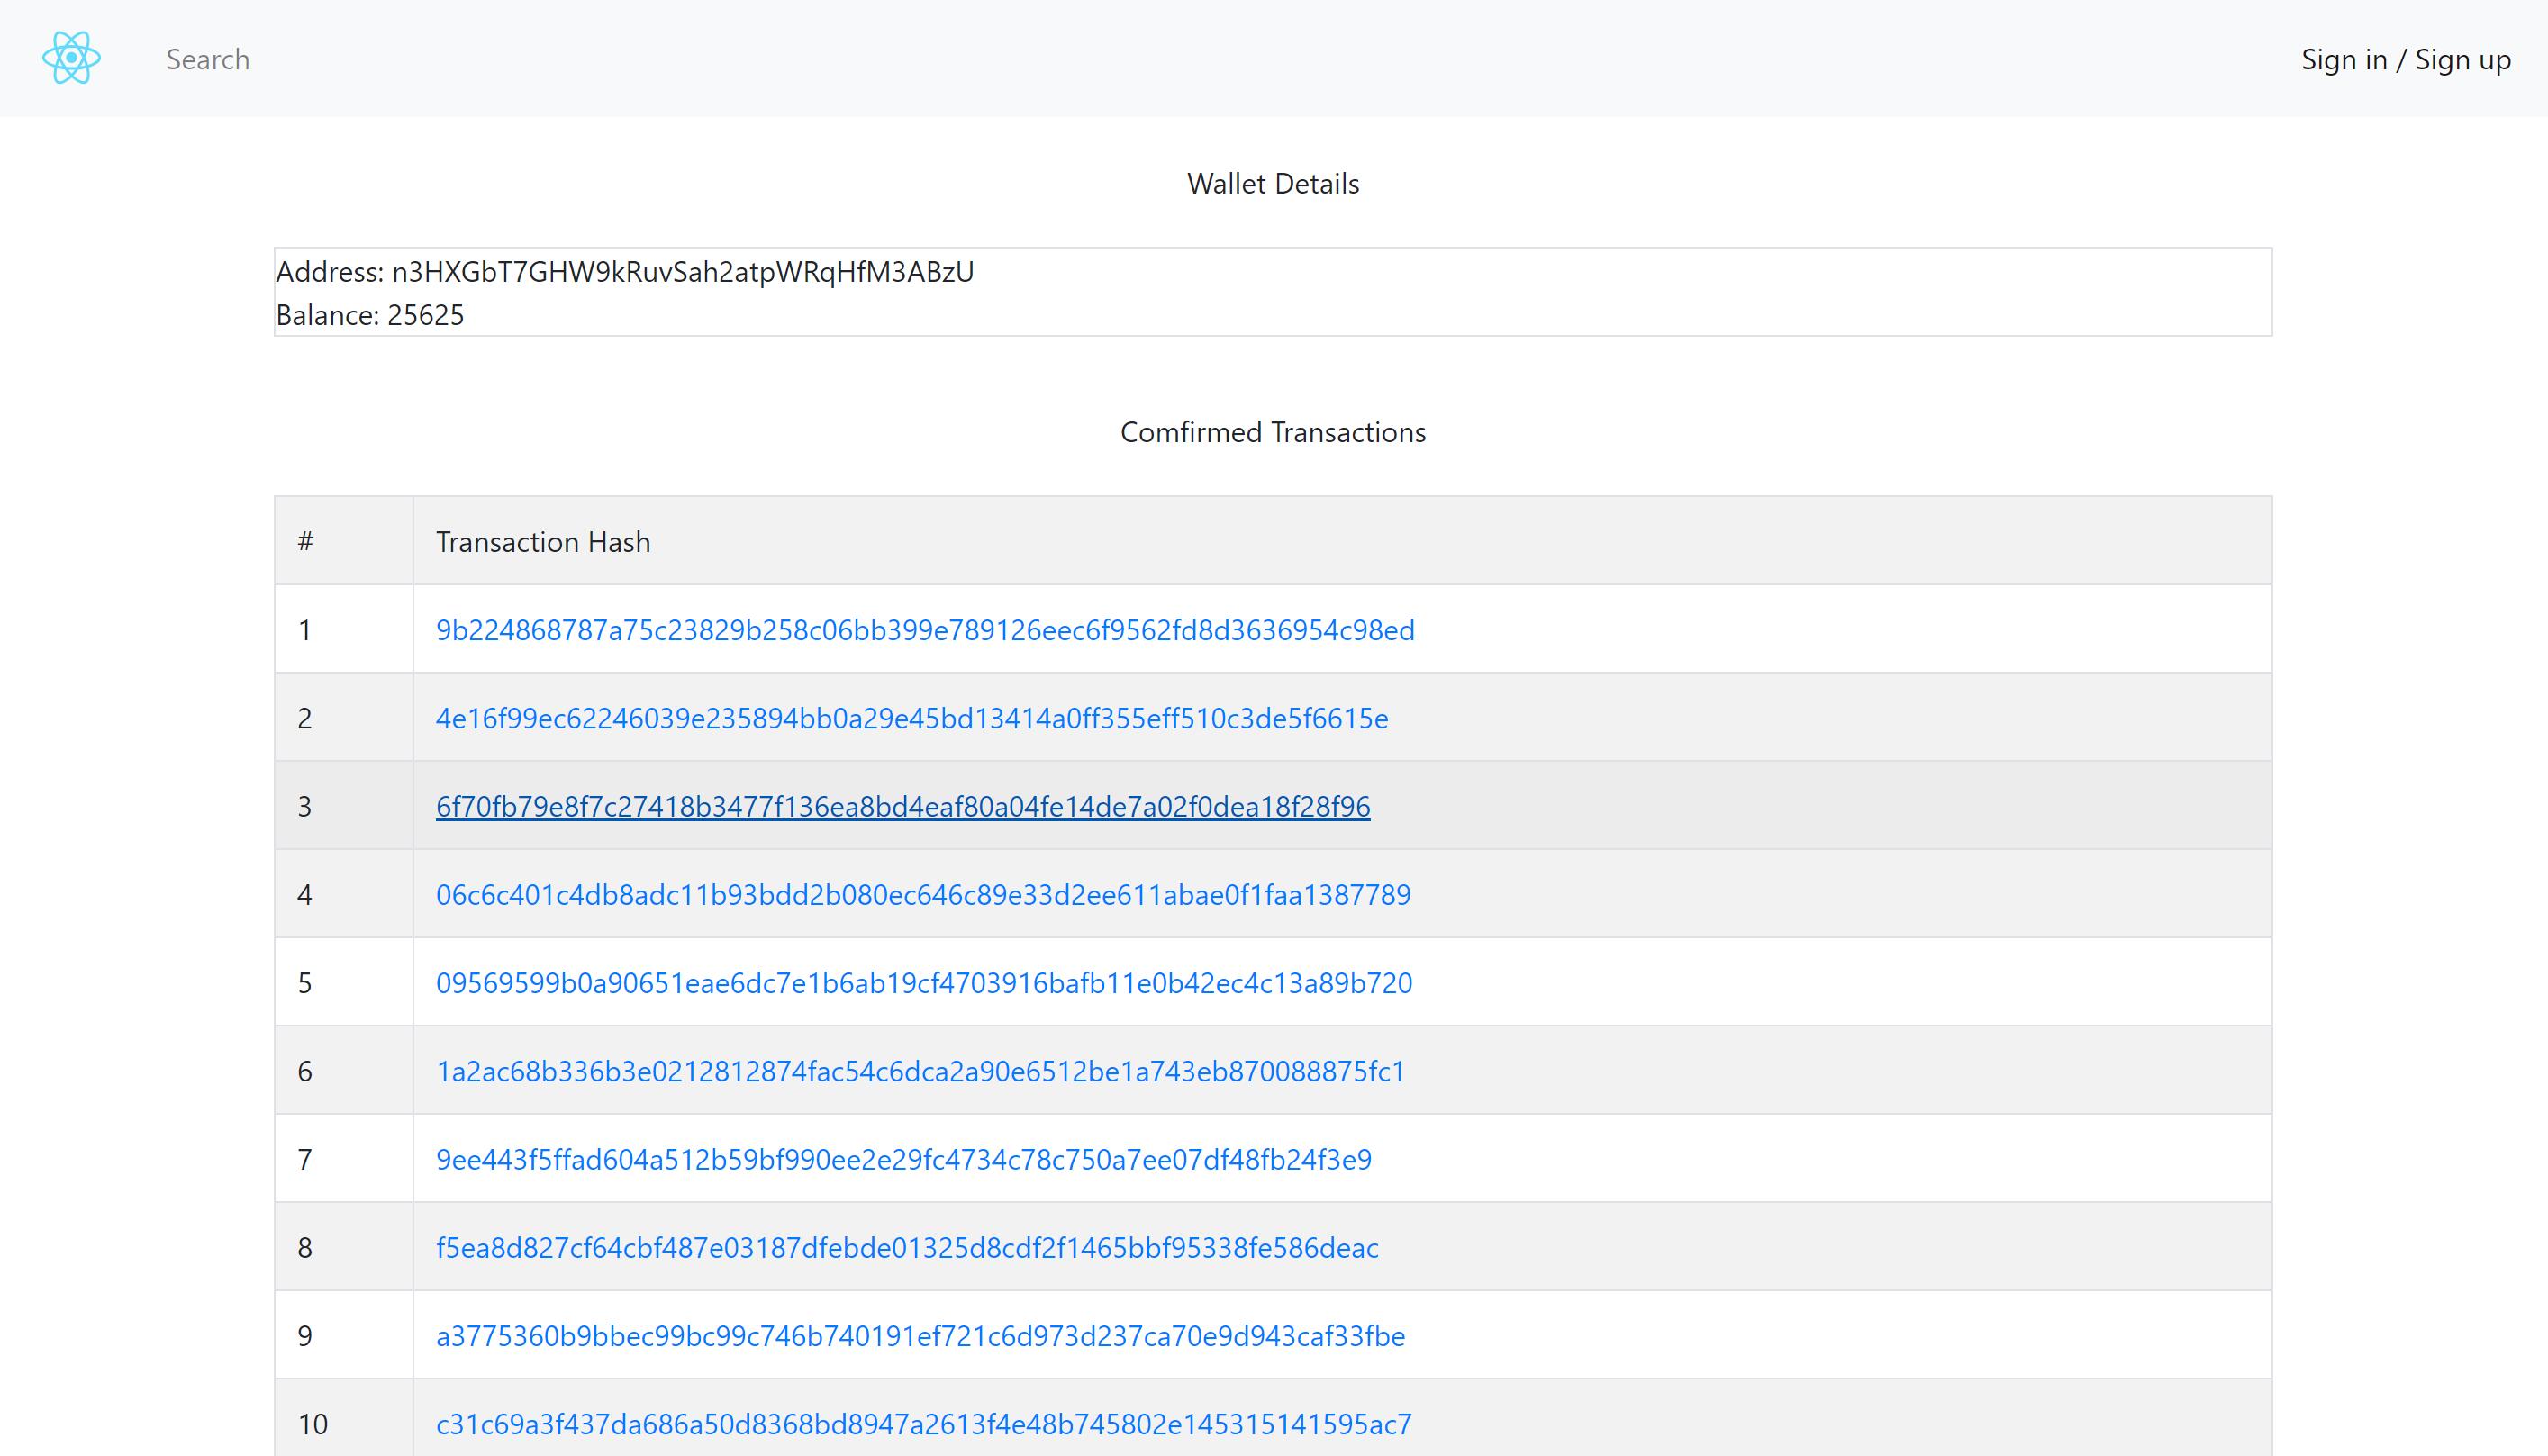 Search
Sign in / Sign up
Wallet Details
Address: n3HXGbT7GHW9kRuvSah2atpWRqHfM3ABzU
Balance: 25625
Comfirmed Transactions
# Transaction Hash
1 9b224868787a75c23829b258c06bb399e789126eec6f9562fd8d3636954c98ed
2 4e16f99ec62246039e235894bb0a29e45bd13414a0ff355eff510c3de5f6615e
3 6f70fb79e8f7c27418b3477f136ea8bd4eaf80a04fe14de7a02f0dea18f28f96
4 06c6c401c4db8adc11b93bdd2b080ec646c89e33d2ee611abae0f1faa1387789
5 09569599b0a90651eae6dc7e1b6ab19cf4703916bafb11e0b42ec4c13a89b720
6 1a2ac68b336b3e0212812874fac54c6dca2a90e6512be1a743eb870088875fc1
7 9ee443f5ffad604a512b59bf990ee2e29fc4734c78c750a7ee07df48fb24f3e9
8 f5ea8d827cf64cbf487e03187dfebde01325d8cdf2f1465bbf95338fe586deac
9 a3775360b9bbec99bc99c746b740191ef721c6d973d237ca70e9d943caf33fbe
10 c31c69a3f437da686a50d8368bd8947a2613f4e48b745802e145315141595ac7